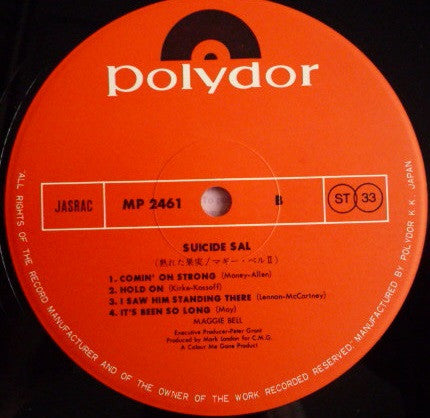 polydor
JASRAC MP 2461 B ST 33
SUICIDE SAL
(熟れた果実/マギー・ベルⅡ)
1. COMIN' ON STRONG (Money-Allen)
2. HOLD ON (Kirke-Kossoff)
3. I SAW HIM STANDING THERE (Lennon-McCartney)
4. IT'S BEEN SO LONG (May)
MAGGIE BELL
Executive Producer-Peter Grant
Produced by Mark London for C.M.G.
A Colour Me Gone Product
ALL RIGHTS OF THE RECORD MANUFACTURER AND OF THE OWNER OF THE WORK RECORDED RESERVED. MANUFACTURED BY POLYDOR K.K. JAPAN